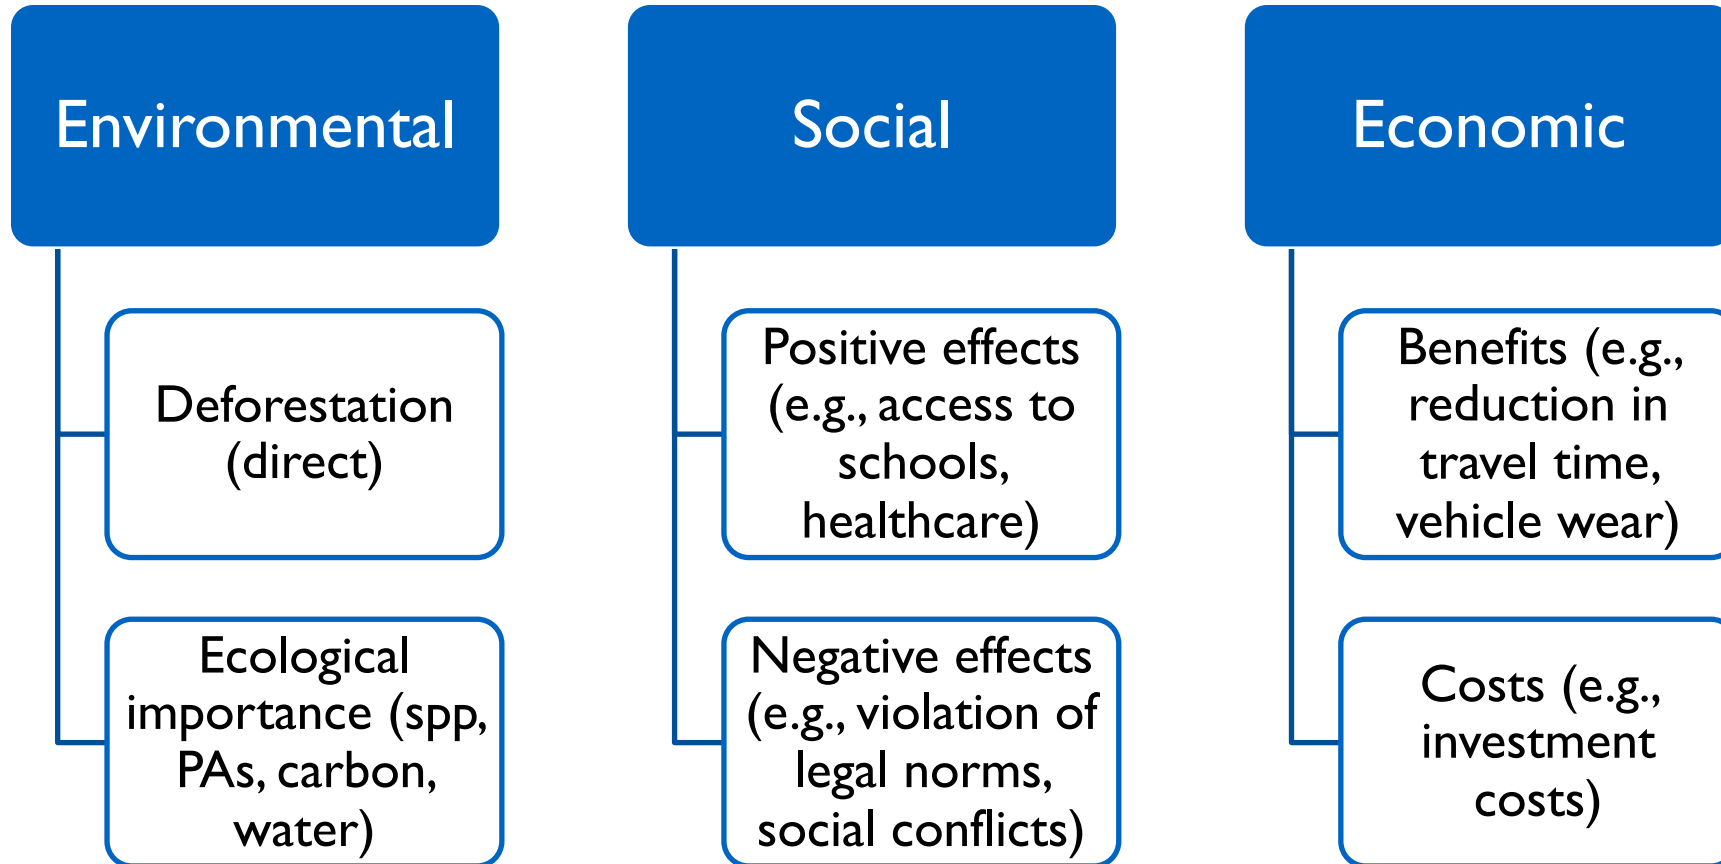 Environmental
Deforestation
(direct)
Ecological
importance (spp,
PAs, carbon,
water)
Social
Positive effects
(e.g., access to
schools,
healthcare)
Negative effects
(e.g., violation of
legal norms,
social conflicts)
Economic
Benefits (e.g.,
reduction in
travel time,
vehicle wear)
Costs (e.g.,
investment
costs)